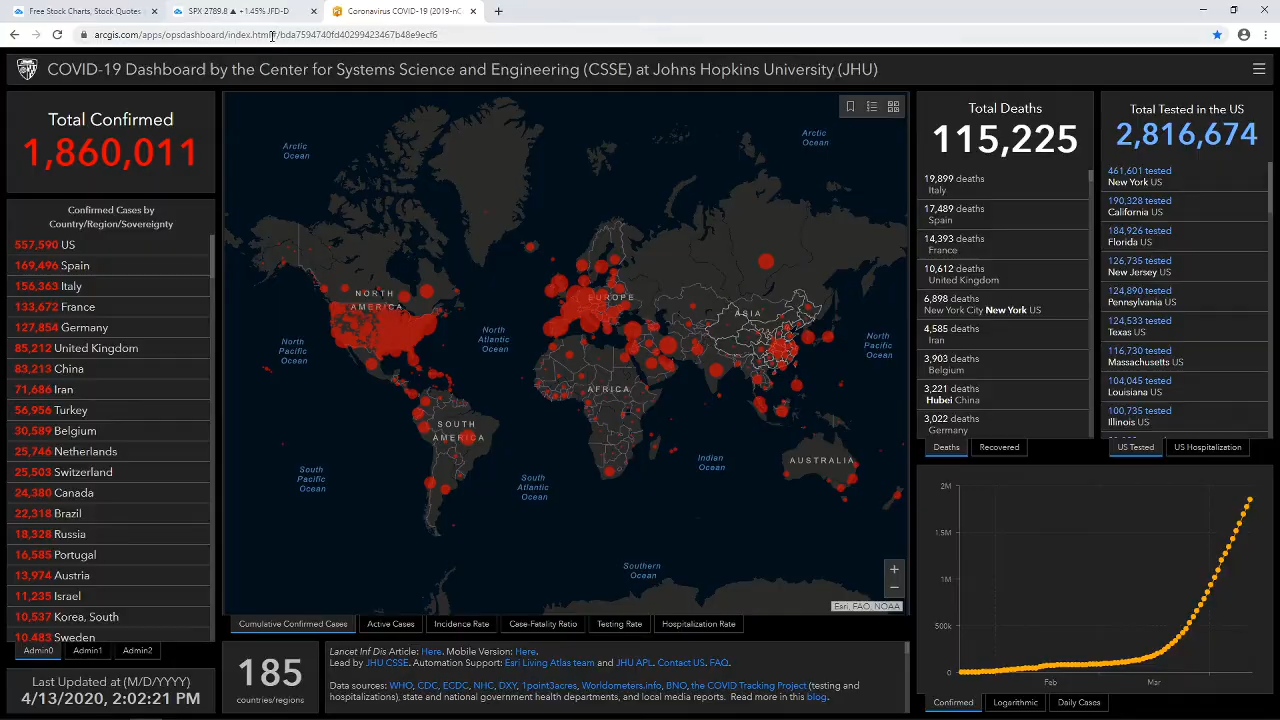 Free Stock Charts, Stock Quotes
SPX 2789.8 ▲ +1.45% JFD-D
Coronavirus COVID-19 (2019-nC
arcgis.com/apps/opsdashboard/index.html#/bda7594740fd40299423467b48e9ecf6
COVID-19 Dashboard by the Center for Systems Science and Engineering (CSSE) at Johns Hopkins University (JHU)
Total Confirmed
1,860,011
Confirmed Cases by
Country/Region/Sovereignty
557,590 US
169,496 Spain
156,363 Italy
133,672 France
127,854 Germany
85,212 United Kingdom
83,213 China
71,686 Iran
56,956 Turkey
30,589 Belgium
25,746 Netherlands
25,503 Switzerland
24,380 Canada
22,318 Brazil
18,328 Russia
16,585 Portugal
13,974 Austria
11,235 Israel
10,537 Korea, South
10,483 Sweden
Admin0
Admin1
Admin2
Last Updated at (M/D/YYYY)
4/13/2020, 2:02:21 PM
Arctic
Ocean
Arctic
Ocean
NORTH
AMERICA
EUROPE
ASIA
North
Atlantic
Ocean
North
Pacific
Ocean
North
Pacific
Ocean
AFRICA
SOUTH
AMERICA
AUSTRALIA
Indian
Ocean
South
Pacific
Ocean
South
Atlantic
Ocean
Southern
Ocean
+
−
Esri, FAO, NOAA
Cumulative Confirmed Cases
Active Cases
Incidence Rate
Case-Fatality Ratio
Testing Rate
Hospitalization Rate
185
countries/regions
Lancet Inf Dis Article: Here. Mobile Version: Here.
Lead by JHU CSSE. Automation Support: Esri Living Atlas team and JHU APL. Contact US. FAQ.
Data sources: WHO, CDC, ECDC, NHC, DXY, 1point3acres, Worldometers.info, BNO, the COVID Tracking Project (testing and
hospitalizations), state and national government health departments, and local media reports. Read more in this blog.
Total Deaths
115,225
19,899 deaths
Italy
17,489 deaths
Spain
14,393 deaths
France
10,612 deaths
United Kingdom
6,898 deaths
New York City New York US
4,585 deaths
Iran
3,903 deaths
Belgium
3,221 deaths
Hubei China
3,022 deaths
Germany
Deaths
Recovered
Total Tested in the US
2,816,674
461,601 tested
New York US
190,328 tested
California US
184,926 tested
Florida US
126,735 tested
New Jersey US
124,890 tested
Pennsylvania US
124,533 tested
Texas US
116,730 tested
Massachusetts US
104,045 tested
Louisiana US
100,735 tested
Illinois US
US Tested
US Hospitalization
2M
1.5M
1M
500k
0
Feb
Mar
Confirmed
Logarithmic
Daily Cases